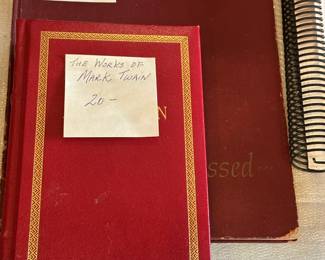 THE WORKS OF
MARK TWAIN
20-
N
ssed...